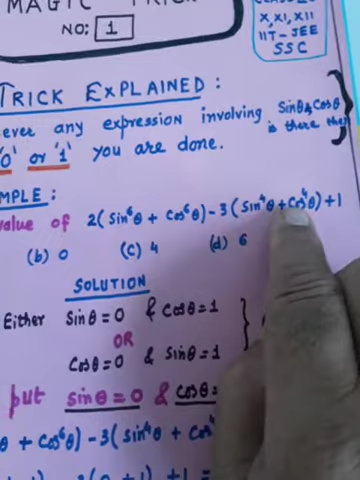 MAGIC TRICK
NO: 1
X, XI, XII
IIT-JEE
SSC
TRICK EXPLAINED:
ever any expression involving Sinθ & Cosθ
is there then
'0' or '1' you are done.
MPLE:
value of 2(Sin⁶θ + Cos⁶θ) - 3(Sin⁴θ + Cos⁴θ) + 1
(b) 0 (c) 4 (d) 6
SOLUTION
Either Sinθ = 0 & Cosθ = 1
OR
Cosθ = 0 & Sinθ = 1
put sinθ = 0 & cosθ =
θ + cos⁶θ) - 3(sin⁴θ + cos⁴